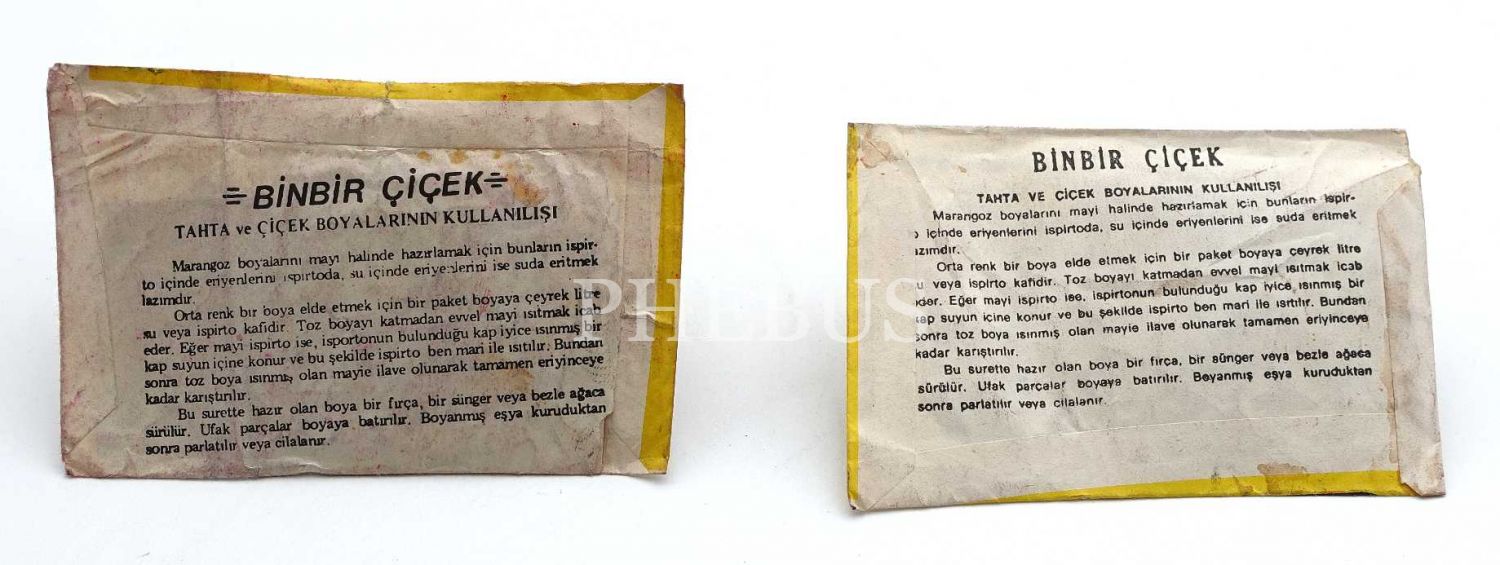 =BİNBİR ÇİÇEK=
TAHTA ve ÇİÇEK BOYALARININ KULLANILIŞI
Marangoz boyalarını mayı halinde hazırlamak için bunların ispir-
to içinde eriyenlerini ispirtoda, su içinde eriyenlerini ise suda eritmek
lazımdır.
Orta renk bir boya elde etmek için bir paket boyaya çeyrek litre
su veya ispirto kafidir. Toz boyayı katmadan evvel mayi ısıtmak icab
eder. Eğer mayi ispirto ise, isportonun bulunduğu kap iyice ısınmış bir
kap suyun içine konur ve bu şekilde ispirto ben mari ile ısıtılır. Bundan
sonra toz boya ısınmış olan mayie ilave olunarak tamamen eriyinceye
kadar karıştırılır.
Bu surette hazır olan boya bir fırça, bir sünger veya bezle ağaca
sürülür. Ufak parçalar boyaya batırılır. Boyanmış eşya kuruduktan
sonra parlatılır veya cilalanır.
BİNBİR ÇİÇEK
TAHTA VE ÇİÇEK BOYALARININ KULLANILIŞI
Marangoz boyalarını mayi halinde hazırlamak için bunların ispir-
o içinde eriyenlerini ispirtoda, su içinde eriyenlerini ise suda eritmek
lazımdır.
Orta renk bir boya elde etmek için bir paket boyaya çeyrek litre
su veya ispirto kafidir. Toz boyayı katmadan evvel mayi ısıtmak icab
eder. Eğer mayi ispirto ise, ispirtonun bulunduğu kap iyice ısınmış bir
kap suyun içine konur ve bu şekilde ispirto ben mari ile ısıtılır. Bundan
sonra toz boya ısınmış olan mayie ilave olunarak tamamen eriyinceye
kadar karıştırılır.
Bu surette hazır olan boya bir fırça, bir sünger veya bezle ağaca
sürülür. Ufak parçalar boyaya batırılır. Beyanmış eşya kuruduktan
sonra parlatılır veya cilalanır.
PHEBUS